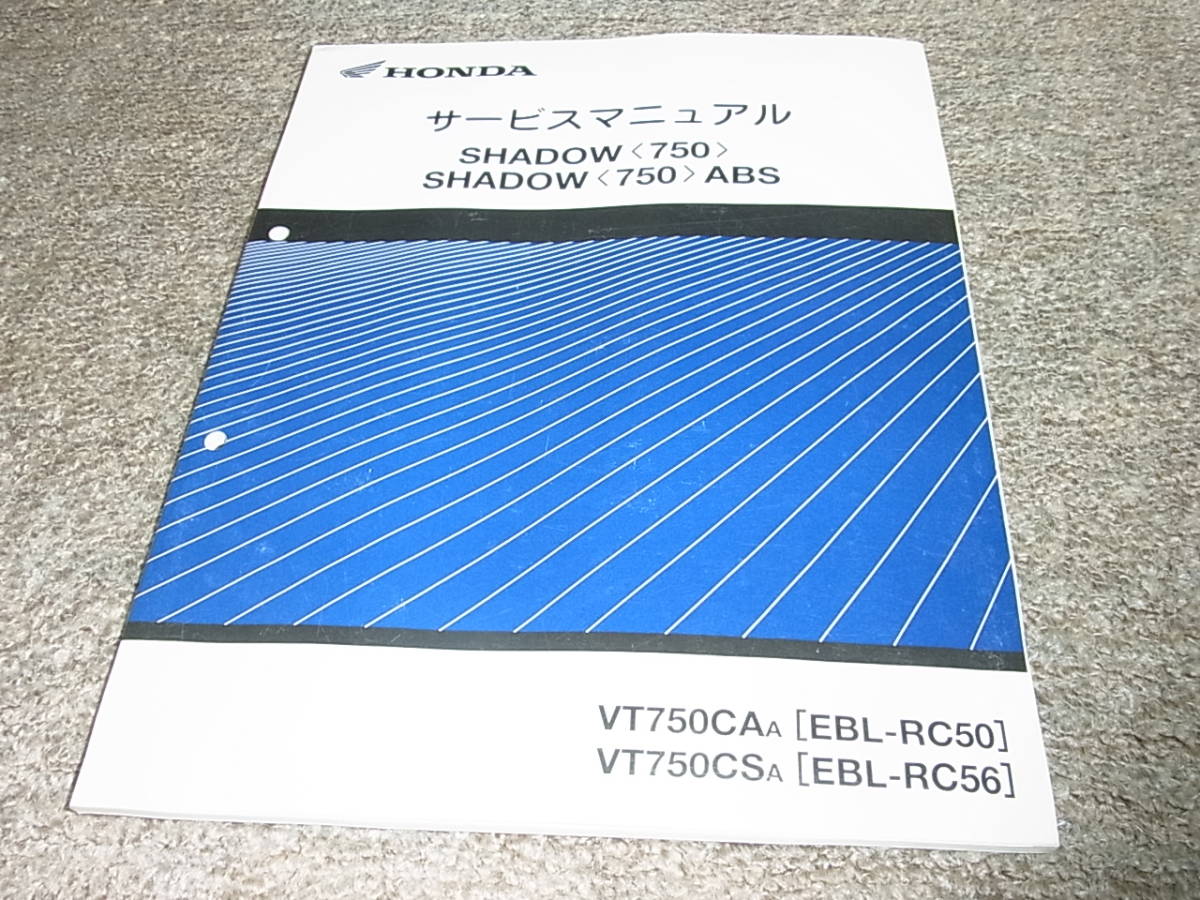 HONDA
サービスマニュアル
SHADOW〈750〉
SHADOW〈750〉ABS
VT750CAA [EBL-RC50]
VT750CSA [EBL-RC56]